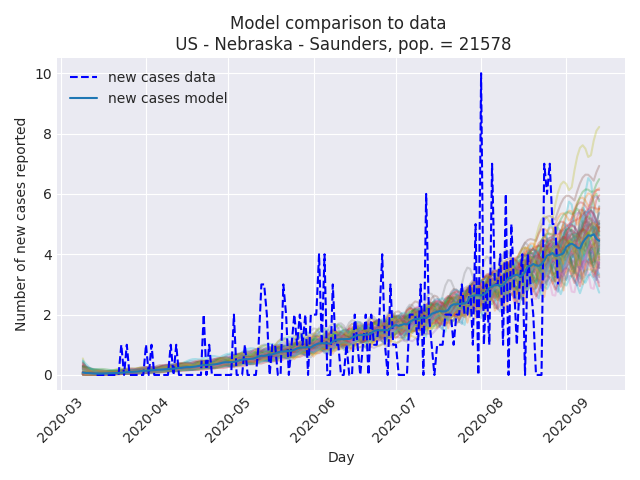 Model comparison to data
US - Nebraska - Saunders, pop. = 21578
new cases data
new cases model
Number of new cases reported
10
8
6
4
2
0
2020-03
2020-04
2020-05
2020-06
2020-07
2020-08
2020-09
Day